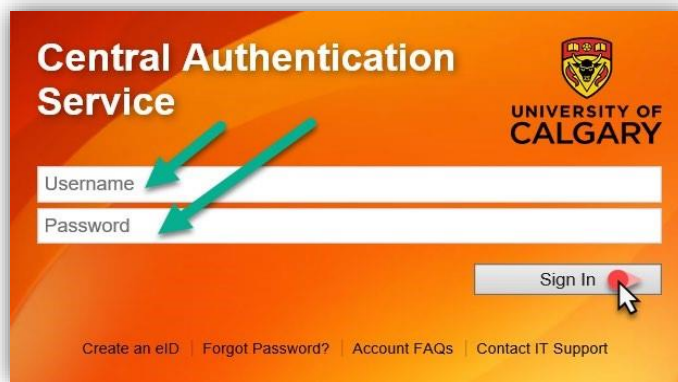 Central Authentication
Service
UNIVERSITY OF
CALGARY
Username
Password
Sign In
Create an eID | Forgot Password? | Account FAQs | Contact IT Support